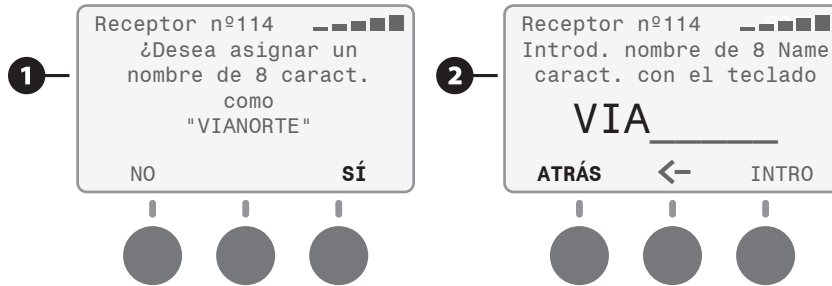 1
Receptor nº114
¿Desea asignar un
nombre de 8 caract.
como
"VIANORTE"
NO SÍ
2
Receptor nº114
Introd. nombre de 8 Name
caract. con el teclado
VIA_____
ATRÁS <- INTRO